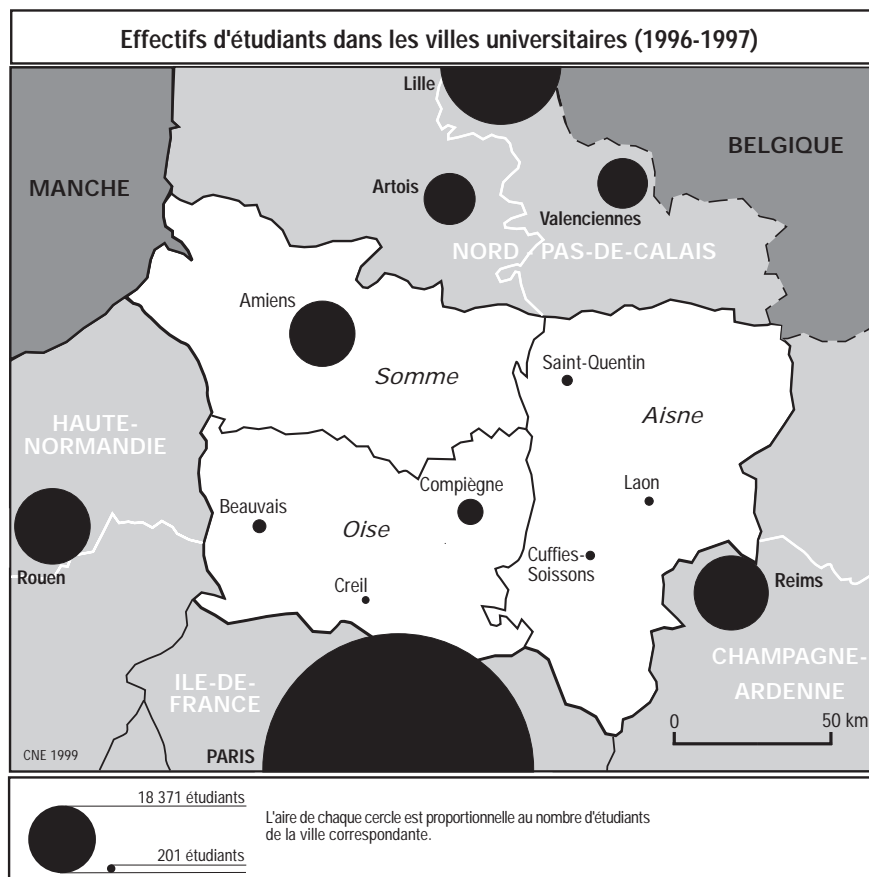 Effectifs d'étudiants dans les villes universitaires (1996-1997)
Lille
BELGIQUE
MANCHE
Artois
Valenciennes
NORD PAS-DE-CALAIS
Amiens
Saint-Quentin
Somme
Aisne
HAUTE-
NORMANDIE
Compiègne
Laon
Beauvais
Oise
Cuffies-
Soissons
Rouen
Creil
Reims
CHAMPAGNE-
ARDENNE
ILE-DE-
FRANCE
0 50 km
CNE 1999
PARIS
18 371 étudiants
201 étudiants
L'aire de chaque cercle est proportionnelle au nombre d'étudiants
de la ville correspondante.